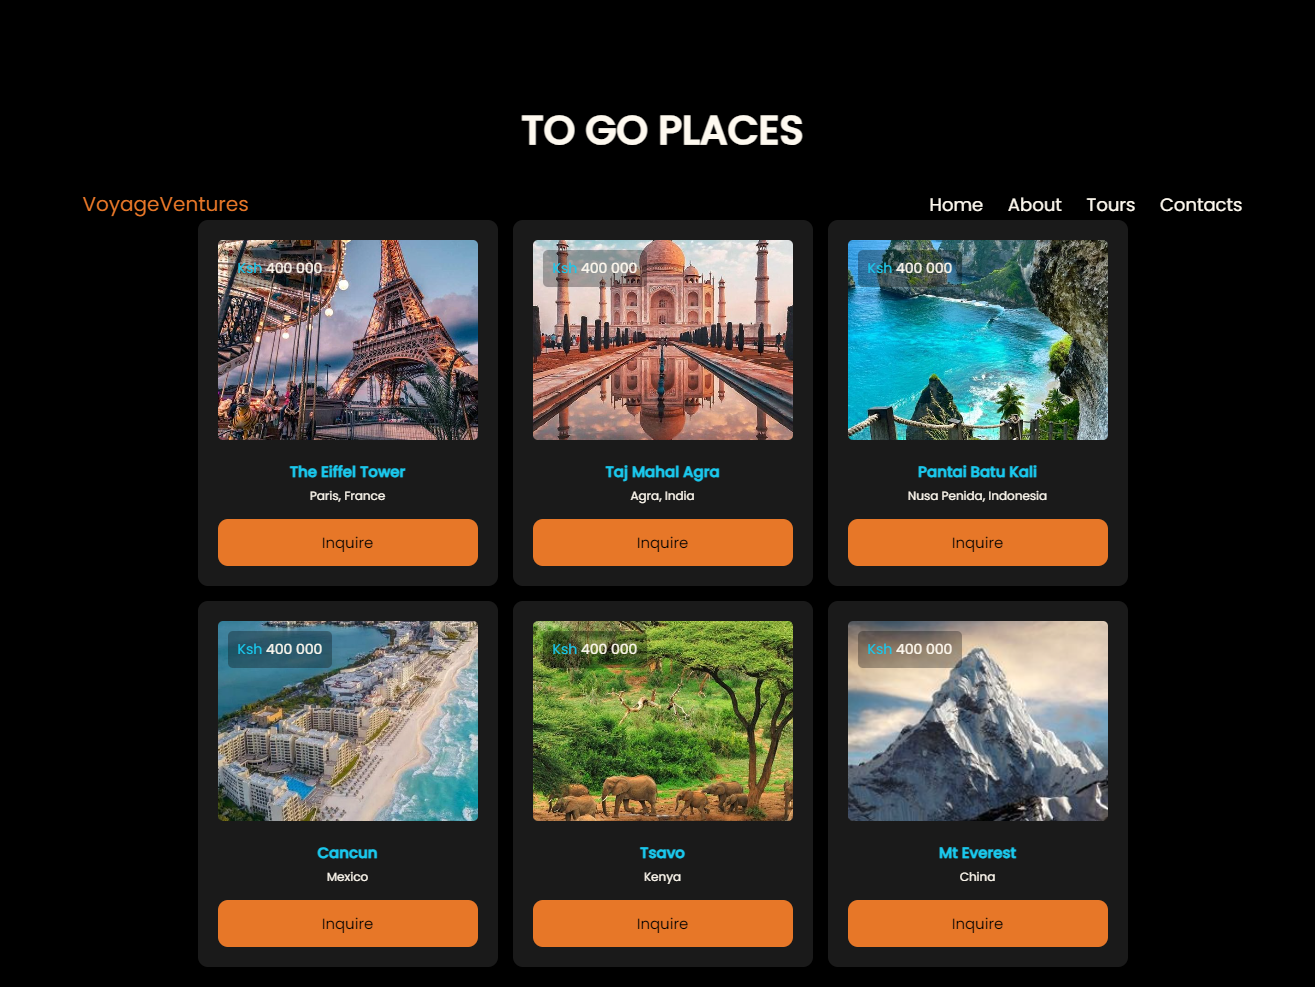 TO GO PLACES
VoyageVentures
Home About Tours Contacts
Ksh 400 000
The Eiffel Tower
Paris, France
Inquire
Ksh 400 000
Taj Mahal Agra
Agra, India
Inquire
Ksh 400 000
Pantai Batu Kali
Nusa Penida, Indonesia
Inquire
Ksh 400 000
Cancun
Mexico
Inquire
Ksh 400 000
Tsavo
Kenya
Inquire
Ksh 400 000
Mt Everest
China
Inquire